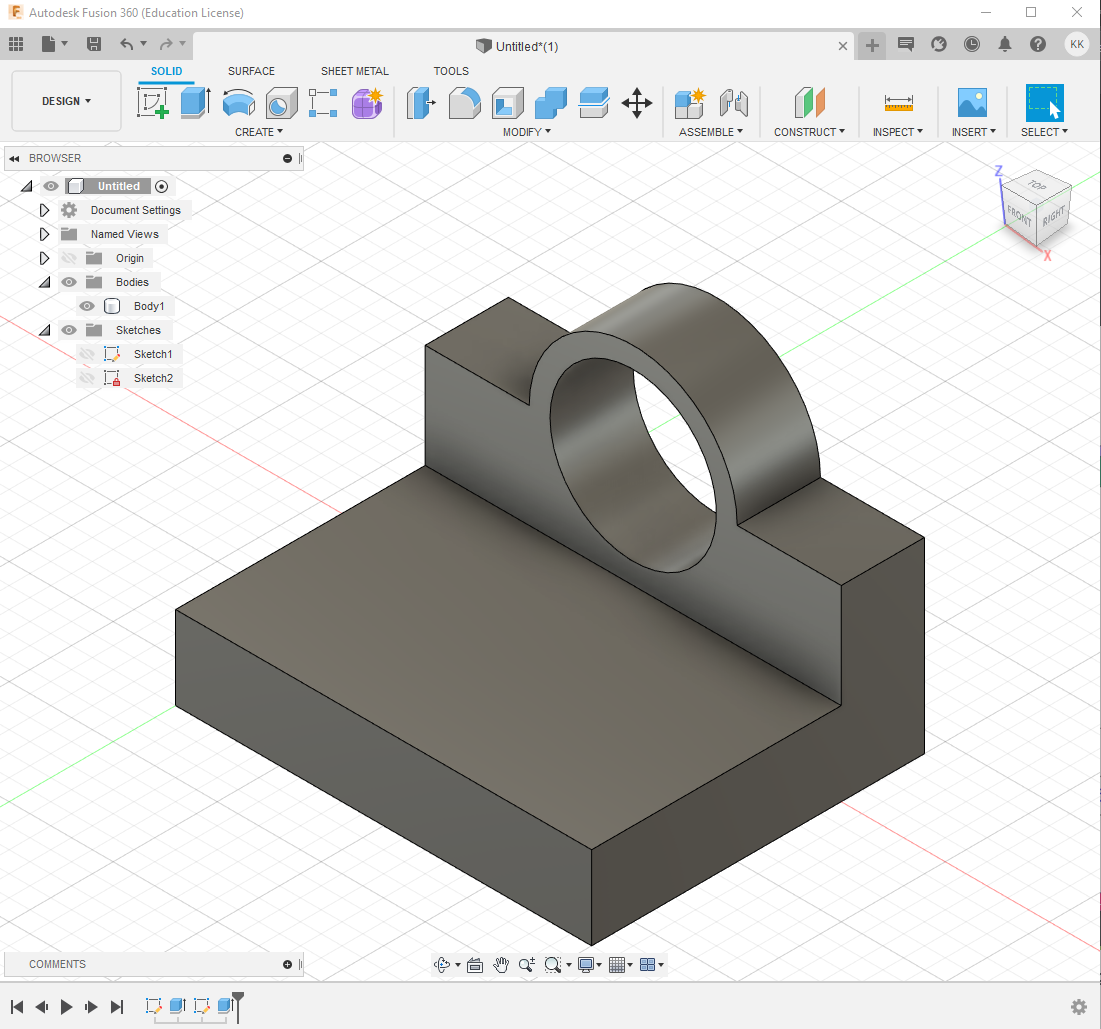 Autodesk Fusion 360 (Education License)
Untitled*(1)
KK
DESIGN
SOLID SURFACE SHEET METAL TOOLS
CREATE MODIFY ASSEMBLE CONSTRUCT INSPECT INSERT SELECT
BROWSER
Untitled
Document Settings
Named Views
Origin
Bodies
Body1
Sketches
Sketch1
Sketch2
Z
TOP
FRONT
RIGHT
X
COMMENTS